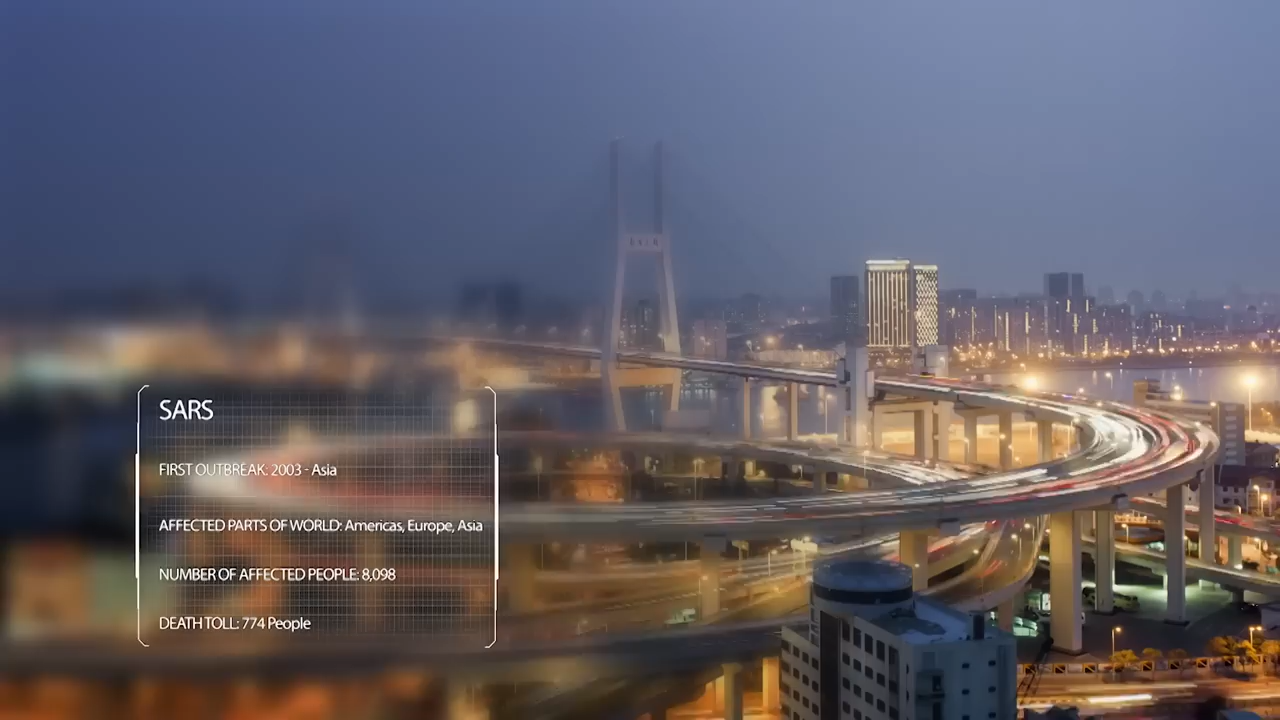 SARS
FIRST OUTBREAK: 2003 - Asia
AFFECTED PARTS OF WORLD: Americas, Europe, Asia
NUMBER OF AFFECTED PEOPLE: 8,098
DEATH TOLL: 774 People